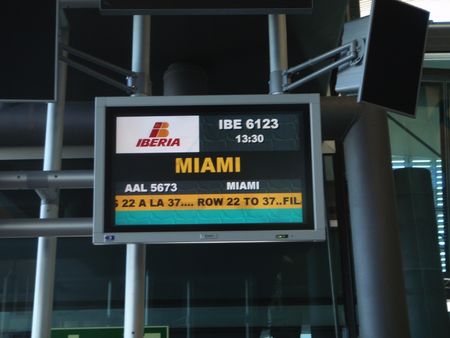 IBERIA
IBE 6123
13:30
MIAMI
AAL 5673 MIAMI
S 22 A LA 37.... ROW 22 TO 37..FIL